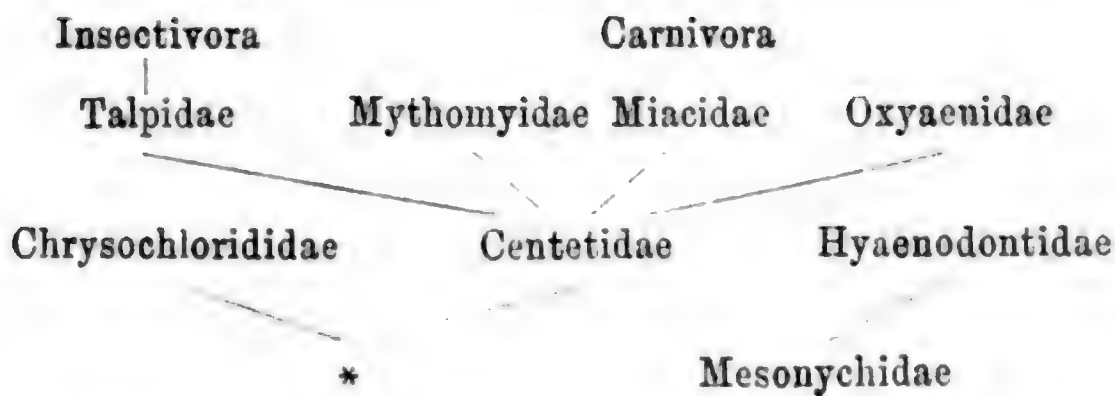 Insectivora Carnivora
Talpidae Mythomyidae Miacidae Oxyaenidae
Chrysochlorididae Centetidae Hyaenodontidae
* Mesonychidae